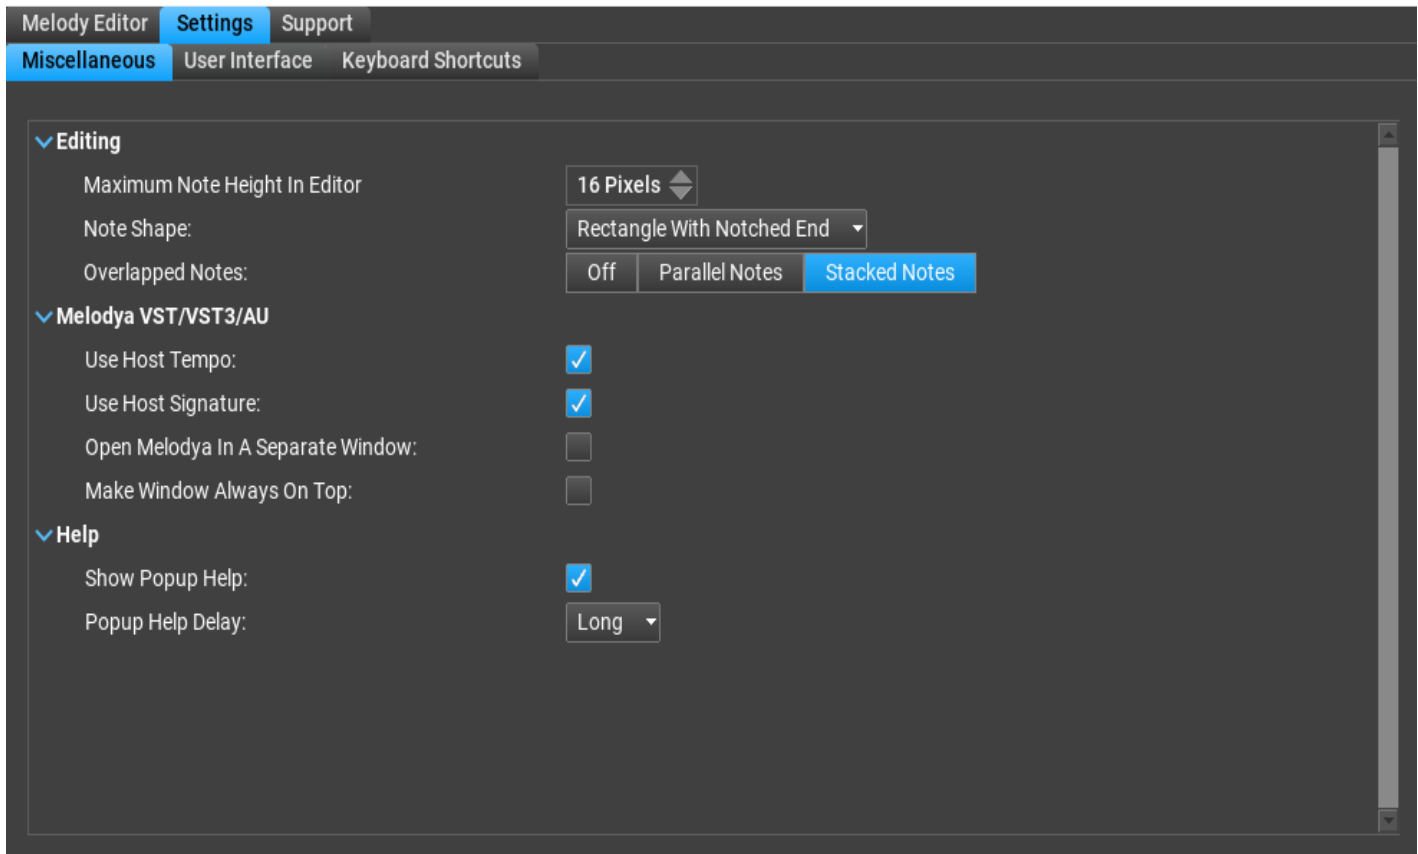 Melody Editor Settings Support
Miscellaneous User Interface Keyboard Shortcuts
Editing
Maximum Note Height In Editor 16 Pixels
Note Shape: Rectangle With Notched End
Overlapped Notes: Off Parallel Notes Stacked Notes
Melodya VST/VST3/AU
Use Host Tempo:
Use Host Signature:
Open Melodya In A Separate Window:
Make Window Always On Top:
Help
Show Popup Help:
Popup Help Delay: Long